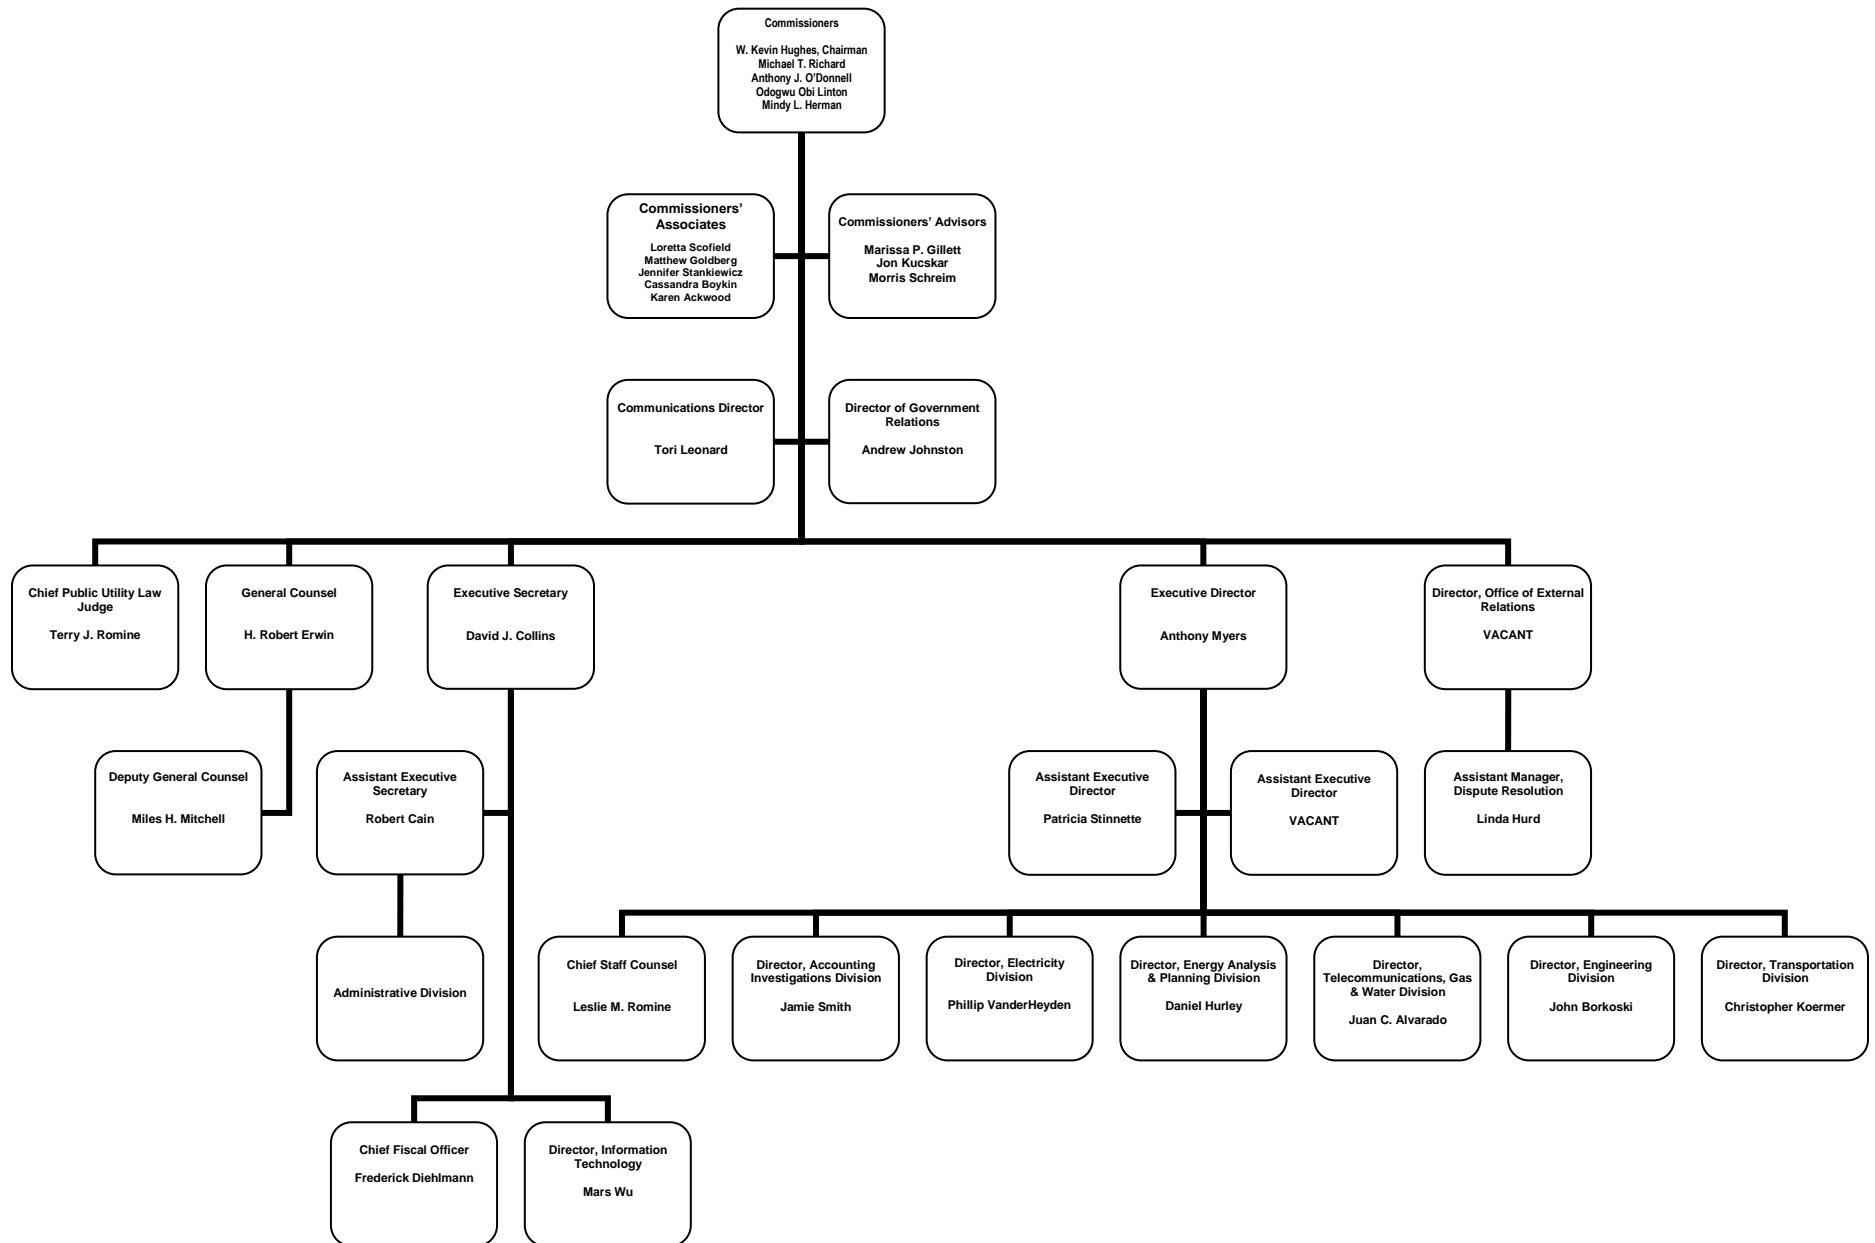 Commissioners
W. Kevin Hughes, Chairman
Michael T. Richard
Anthony J. O’Donnell
Odogwu Obi Linton
Mindy L. Herman
Commissioners’
Associates
Loretta Scofield
Matthew Goldberg
Jennifer Stankiewicz
Cassandra Boykin
Karen Ackwood
Commissioners’ Advisors
Marissa P. Gillett
Jon Kucskar
Morris Schreim
Communications Director
Tori Leonard
Director of Government
Relations
Andrew Johnston
Chief Public Utility Law
Judge
Terry J. Romine
General Counsel
H. Robert Erwin
Executive Secretary
David J. Collins
Executive Director
Anthony Myers
Director, Office of External
Relations
VACANT
Deputy General Counsel
Miles H. Mitchell
Assistant Executive
Secretary
Robert Cain
Assistant Executive
Director
Patricia Stinnette
Assistant Executive
Director
VACANT
Assistant Manager,
Dispute Resolution
Linda Hurd
Administrative Division
Chief Staff Counsel
Leslie M. Romine
Director, Accounting
Investigations Division
Jamie Smith
Director, Electricity
Division
Phillip VanderHeyden
Director, Energy Analysis
& Planning Division
Daniel Hurley
Director,
Telecommunications, Gas
& Water Division
Juan C. Alvarado
Director, Engineering
Division
John Borkoski
Director, Transportation
Division
Christopher Koermer
Chief Fiscal Officer
Frederick Diehlmann
Director, Information
Technology
Mars Wu